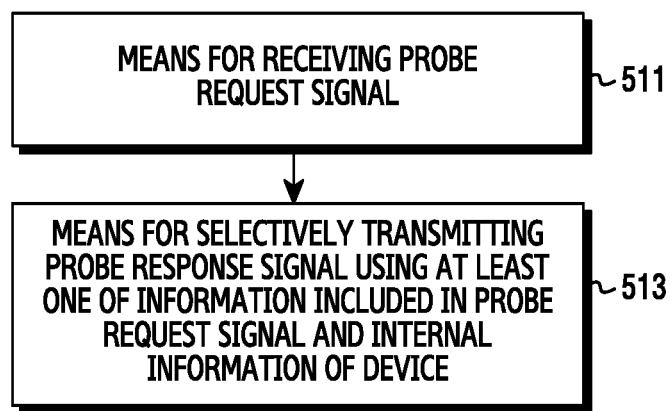 MEANS FOR RECEIVING PROBE
REQUEST SIGNAL
511
MEANS FOR SELECTIVELY TRANSMITTING
PROBE RESPONSE SIGNAL USING AT LEAST
ONE OF INFORMATION INCLUDED IN PROBE
REQUEST SIGNAL AND INTERNAL
INFORMATION OF DEVICE
513